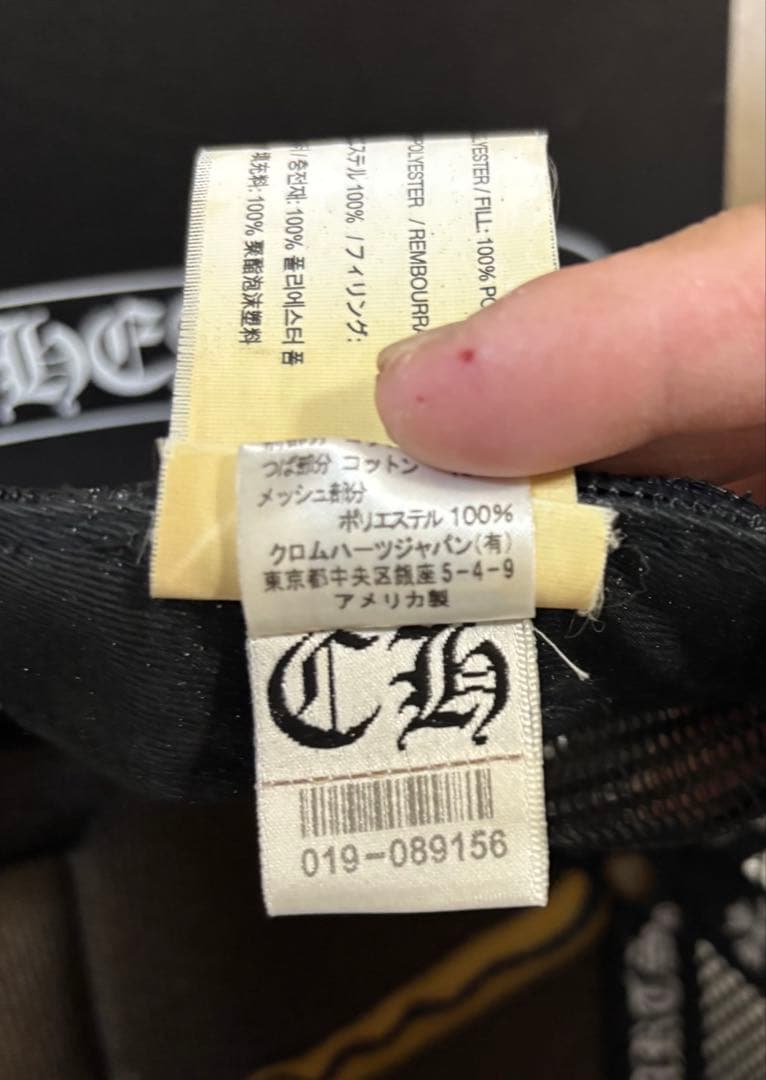 YESTER / FILL: 100% PO
POLYESTER / REMBOURRA
ステル 100% / フィリング:
/충전재: 100% 폴리에스터 폼
填充料: 100% 聚酯泡沫塑料
つば部分 コットン
メッシュ部分
ポリエステル 100%
クロムハーツジャパン(有)
東京都中央区銀座5-4-9
アメリカ製
CH
019-089156